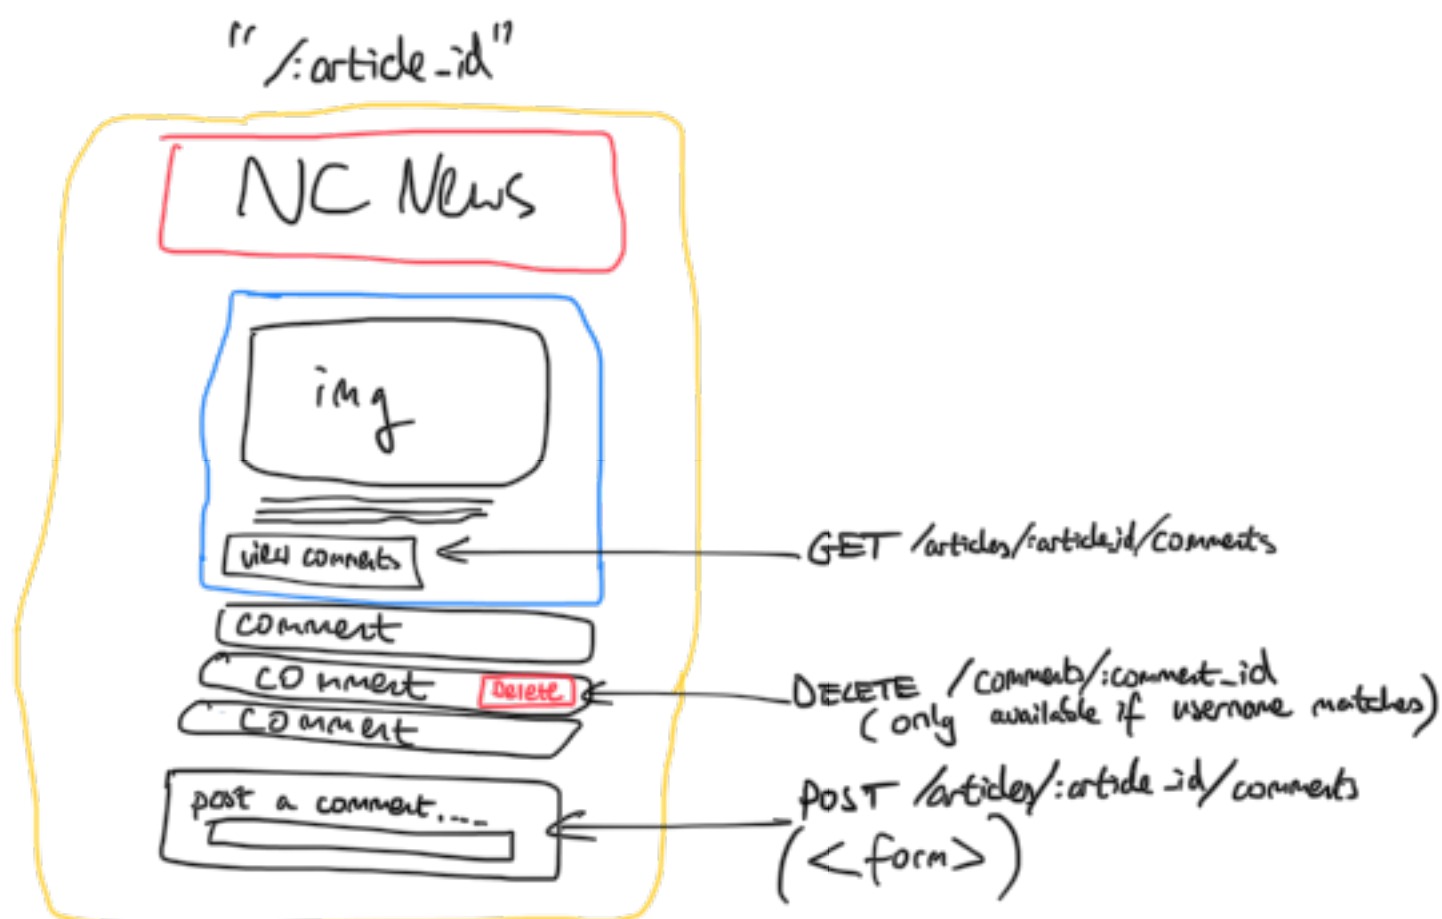 "/:article_id"
NC News
img
view comments
GET /articles/:article_id/comments
comment
comment Delete
DELETE /comments/:comment_id
(only available if username matches)
comment
post a comment....
POST /articles/:article_id/comments
(<form>)